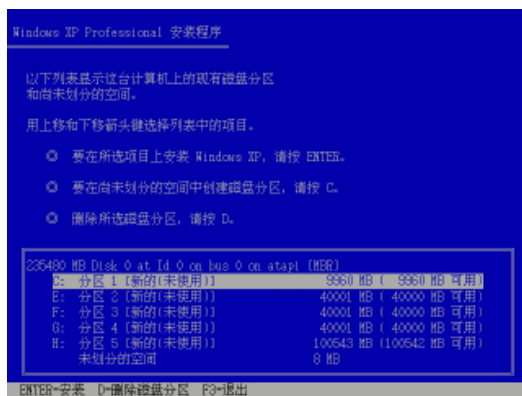 Windows XP Professional 安装程序
以下列表显示这台计算机上的现有磁盘分区
和尚未划分的空间。
用上移和下移箭头键选择列表中的项目。
要在所选项目上安装 Windows XP, 请按 ENTER。
要在尚未划分的空间中创建磁盘分区, 请按 C。
删除所选磁盘分区, 请按 D。
235480 MB Disk 0 at Id 0 on bus 0 on atapi [MBR]
C: 分区 1 [新的(未使用)] 9960 MB ( 9960 MB 可用)
E: 分区 2 [新的(未使用)] 40001 MB ( 40000 MB 可用)
F: 分区 3 [新的(未使用)] 40001 MB ( 40000 MB 可用)
G: 分区 4 [新的(未使用)] 40001 MB ( 40000 MB 可用)
H: 分区 5 [新的(未使用)] 100543 MB (100542 MB 可用)
未划分的空间 8 MB
ENTER=安装 D=删除磁盘分区 F3=退出